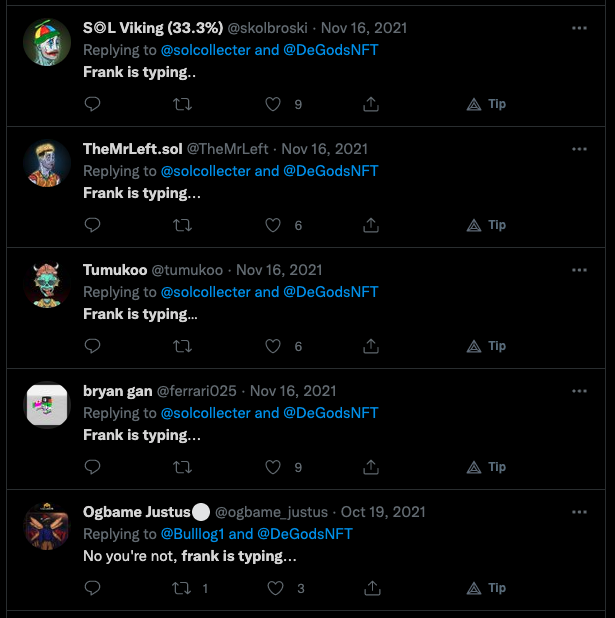 S◎L Viking (33.3%) @skolbroski · Nov 16, 2021 ···
Replying to @solcollecter and @DeGodsNFT
Frank is typing..
9 Tip
TheMrLeft.sol @TheMrLeft · Nov 16, 2021 ···
Replying to @solcollecter and @DeGodsNFT
Frank is typing...
6 Tip
Tumukoo @tumukoo · Nov 16, 2021 ···
Replying to @solcollecter and @DeGodsNFT
Frank is typing...
6 Tip
bryan gan @ferrari025 · Nov 16, 2021 ···
Replying to @solcollecter and @DeGodsNFT
Frank is typing...
9 Tip
Ogbame Justus⚪ @ogbame_justus · Oct 19, 2021 ···
Replying to @Bulllog1 and @DeGodsNFT
No you're not, frank is typing...
1 3 Tip